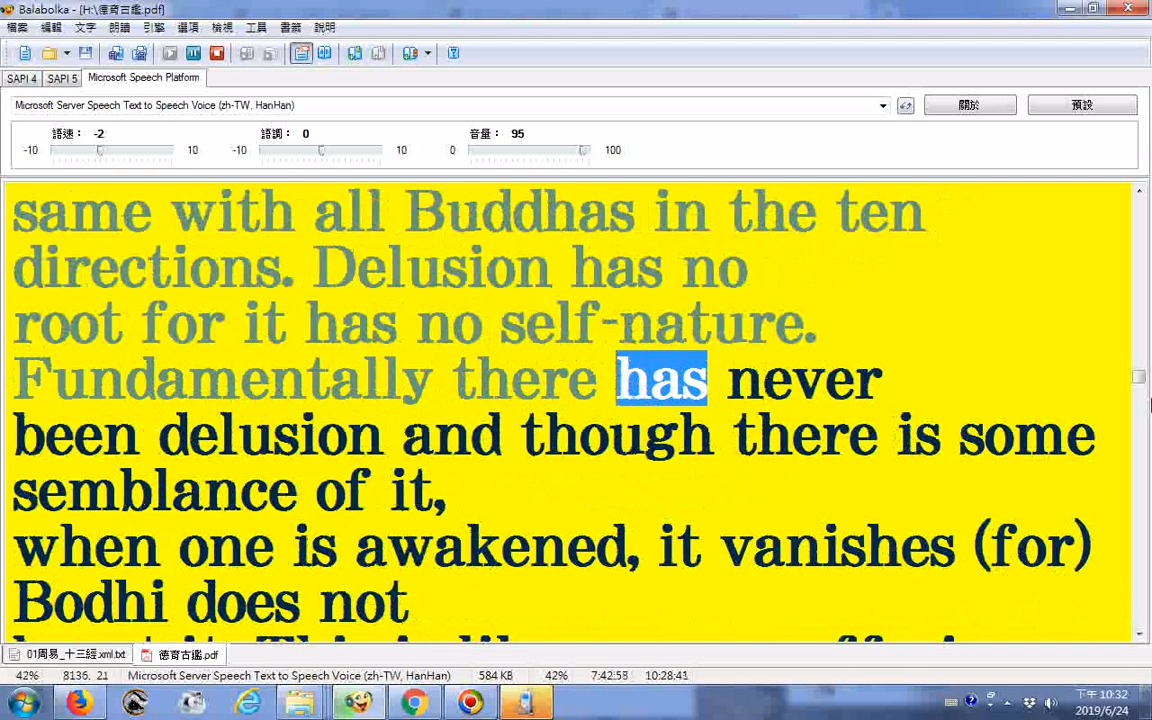 Balabolka - [H:\德育古鑑.pdf]
檔案 編輯 文字 朗讀 引擎 選項 檢視 工具 書籤 說明
SAPI 4 SAPI 5 Microsoft Speech Platform
Microsoft Server Speech Text to Speech Voice (zh-TW, HanHan) 關於 預設
語速： -2 語調： 0 音量： 95
-10 10 -10 10 0 100
same with all Buddhas in the ten
directions. Delusion has no
root for it has no self-nature.
Fundamentally there has never
been delusion and though there is some
semblance of it,
when one is awakened, it vanishes (for)
Bodhi does not
01周易_十三經.xml.txt 德育古鑑.pdf
42% 8136, 21 Microsoft Server Speech Text to Speech Voice (zh-TW, HanHan) 584 KB 42% 7:42:58 10:28:41
下午 10:32
2019/6/24